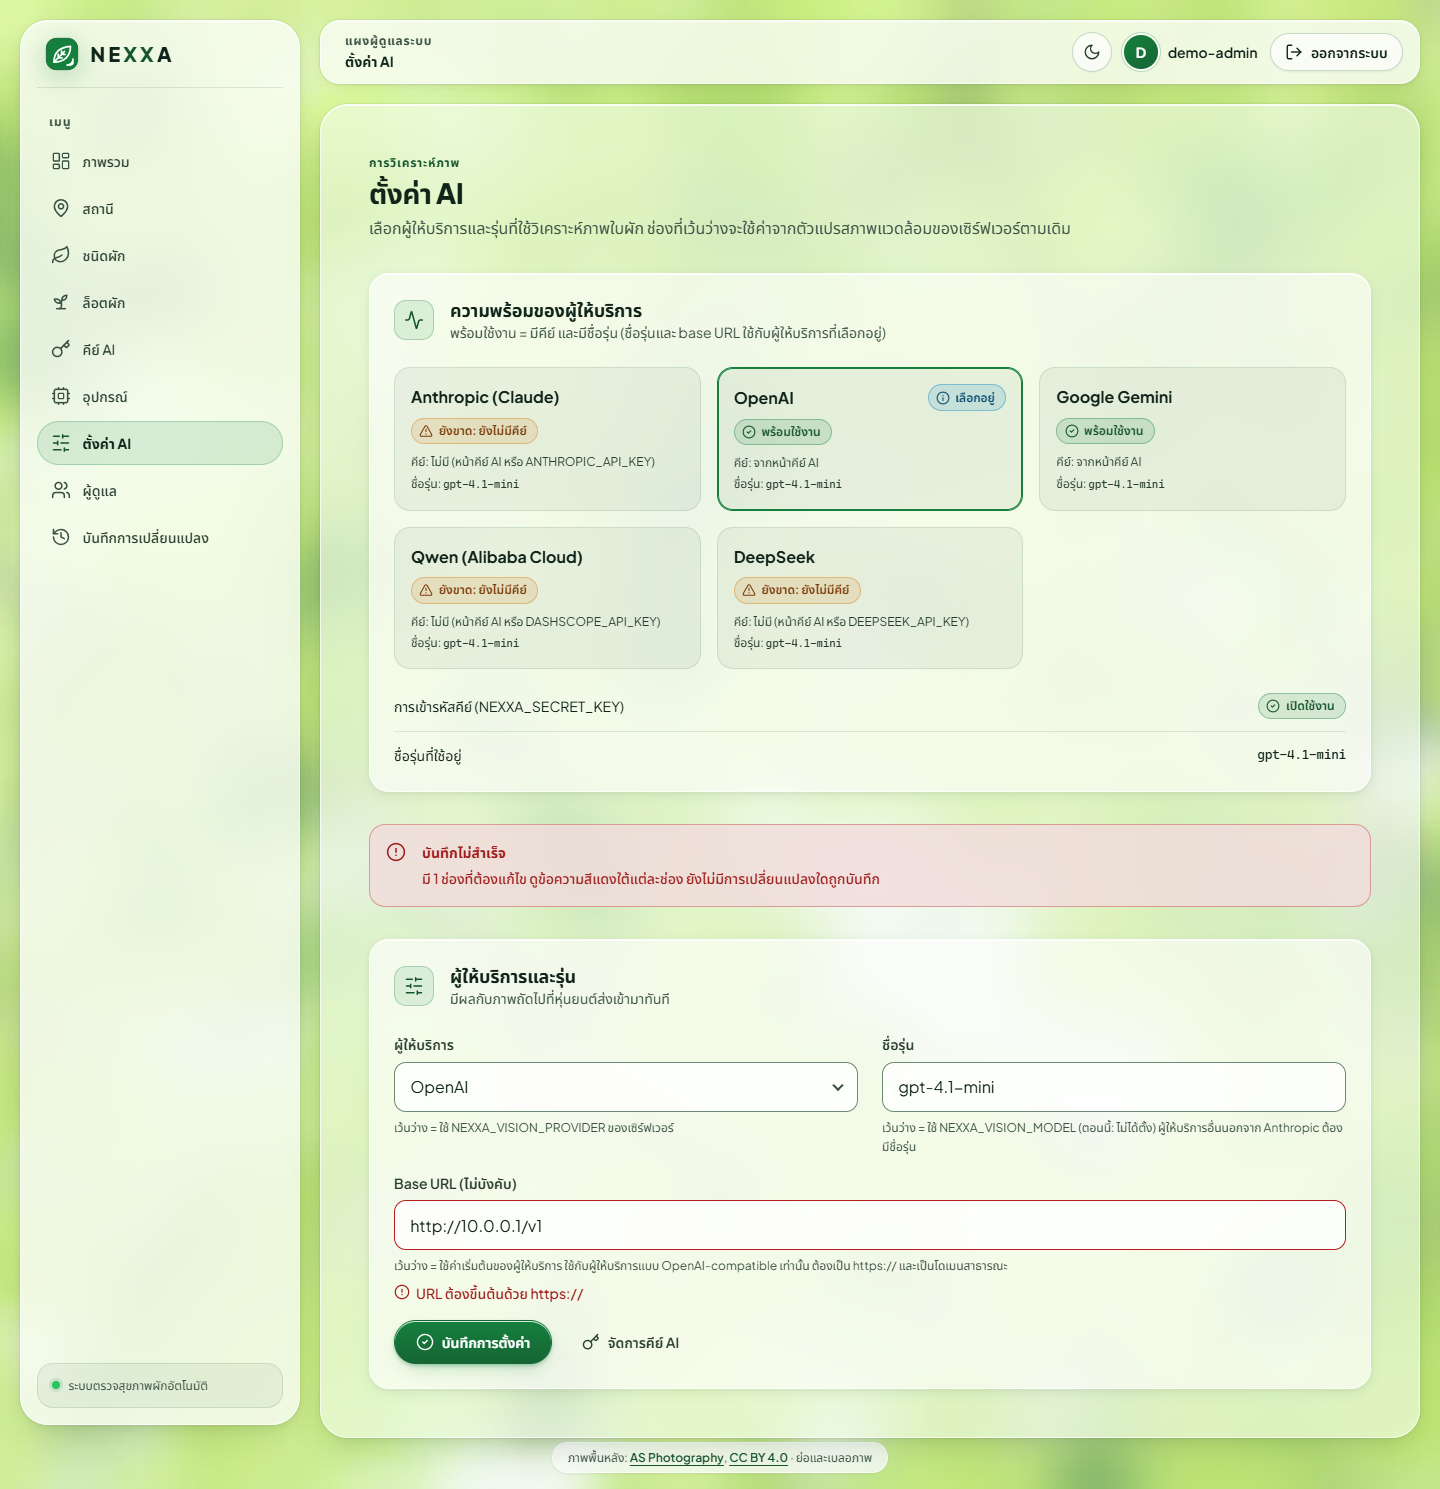 NEXXA
เมนู
ภาพรวม
สถานี
ชนิดผัก
ล็อตผัก
คีย์ AI
อุปกรณ์
ตั้งค่า AI
ผู้ดูแล
บันทึกการเปลี่ยนแปลง
ระบบตรวจสุขภาพผักอัตโนมัติ
แผงผู้ดูแลระบบ
ตั้งค่า AI
D
demo-admin
ออกจากระบบ
การวิเคราะห์ภาพ
ตั้งค่า AI
เลือกผู้ให้บริการและรุ่นที่ใช้วิเคราะห์ภาพใบผัก ช่องที่เว้นว่างจะใช้ค่าจากตัวแปรสภาพแวดล้อมของเซิร์ฟเวอร์ตามเดิม
ความพร้อมของผู้ให้บริการ
พร้อมใช้งาน = มีคีย์ และมีชื่อรุ่น (ชื่อรุ่นและ base URL ใช้กับผู้ให้บริการที่เลือกอยู่)
Anthropic (Claude)
ยังขาด: ยังไม่มีคีย์
คีย์: ไม่มี (หน้าคีย์ AI หรือ ANTHROPIC_API_KEY)
ชื่อรุ่น: gpt-4.1-mini
OpenAI
เลือกอยู่
พร้อมใช้งาน
คีย์: จากหน้าคีย์ AI
ชื่อรุ่น: gpt-4.1-mini
Google Gemini
พร้อมใช้งาน
คีย์: จากหน้าคีย์ AI
ชื่อรุ่น: gpt-4.1-mini
Qwen (Alibaba Cloud)
ยังขาด: ยังไม่มีคีย์
คีย์: ไม่มี (หน้าคีย์ AI หรือ DASHSCOPE_API_KEY)
ชื่อรุ่น: gpt-4.1-mini
DeepSeek
ยังขาด: ยังไม่มีคีย์
คีย์: ไม่มี (หน้าคีย์ AI หรือ DEEPSEEK_API_KEY)
ชื่อรุ่น: gpt-4.1-mini
การเข้ารหัสคีย์ (NEXXA_SECRET_KEY)
เปิดใช้งาน
ชื่อรุ่นที่ใช้อยู่
gpt-4.1-mini
บันทึกไม่สำเร็จ
มี 1 ช่องที่ต้องแก้ไข ดูข้อความสีแดงใต้แต่ละช่อง ยังไม่มีการเปลี่ยนแปลงใดถูกบันทึก
ผู้ให้บริการและรุ่น
มีผลกับภาพถัดไปที่หุ่นยนต์ส่งเข้ามาทันที
ผู้ให้บริการ
OpenAI
เว้นว่าง = ใช้ NEXXA_VISION_PROVIDER ของเซิร์ฟเวอร์
ชื่อรุ่น
gpt-4.1-mini
เว้นว่าง = ใช้ NEXXA_VISION_MODEL (ตอนนี้: ไม่ได้ตั้ง) ผู้ให้บริการอื่นนอกจาก Anthropic ต้อง
มีชื่อรุ่น
Base URL (ไม่บังคับ)
http://10.0.0.1/v1
เว้นว่าง = ใช้ค่าเริ่มต้นของผู้ให้บริการ ใช้กับผู้ให้บริการแบบ OpenAI-compatible เท่านั้น ต้องเป็น https:// และเป็นโดเมนสาธารณะ
URL ต้องขึ้นต้นด้วย https://
บันทึกการตั้งค่า
จัดการคีย์ AI
ภาพพื้นหลัง: AS Photography, CC BY 4.0 · ย่อและเบลอภาพ